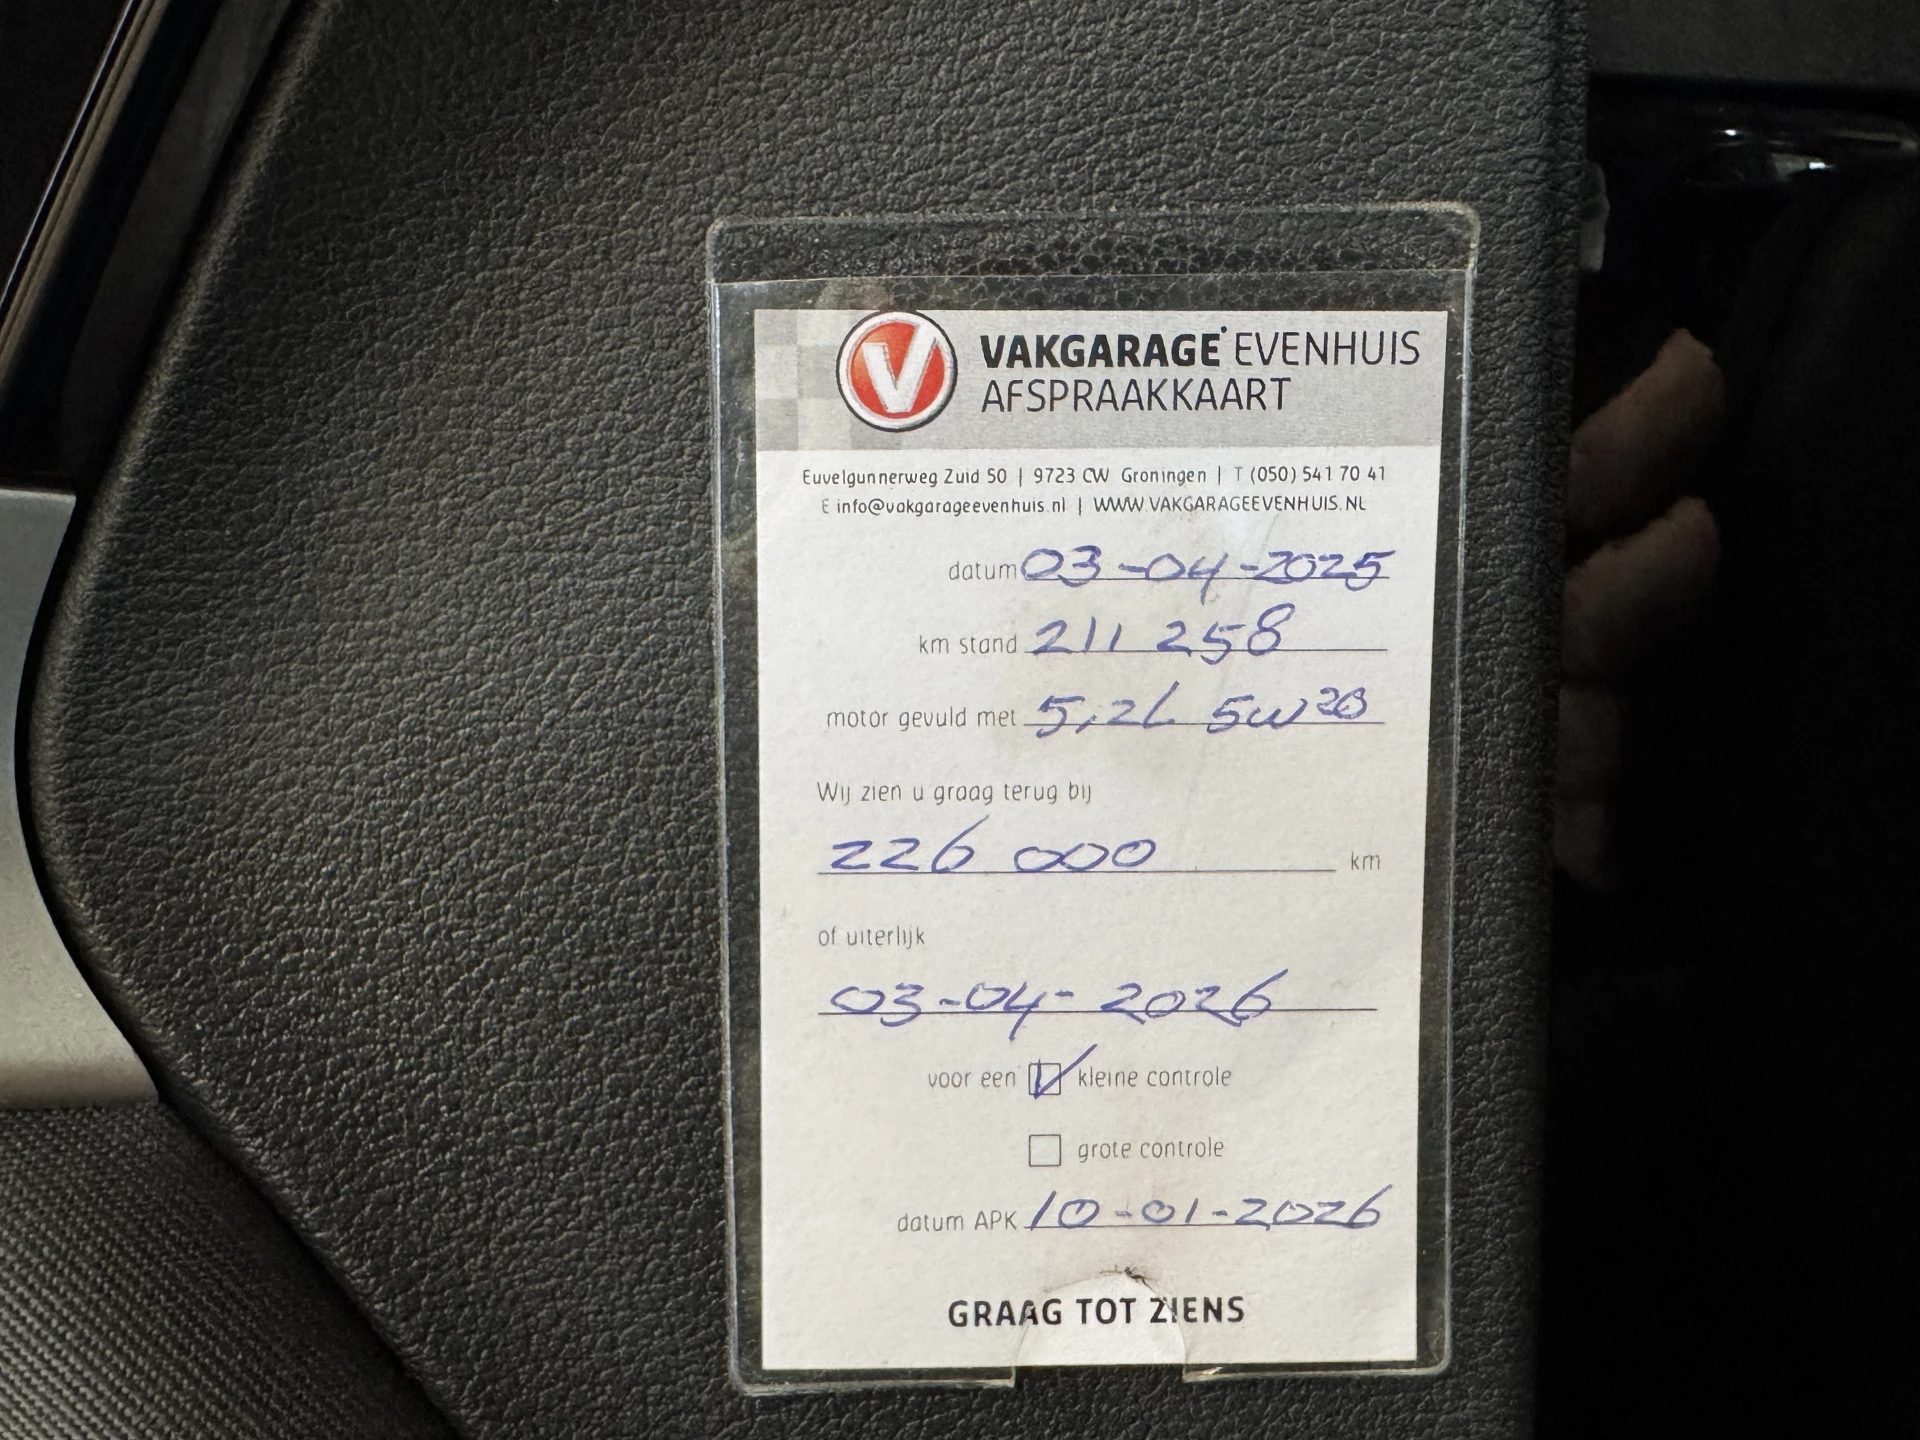 V VAKGARAGE EVENHUIS
AFSPRAAKKAART
Euvelgunnerweg Zuid 50 | 9723 CW Groningen | T (050) 541 70 41
E info@vakgarageevenhuis.nl | WWW.VAKGARAGEEVENHUIS.NL
datum 03-04-2025
km stand 211 258
motor gevuld met 5,2L 5W20
Wij zien u graag terug bij
226 000 km
of uiterlijk
03-04-2026
voor een kleine controle
grote controle
datum APK 10-01-2026
GRAAG TOT ZIENS